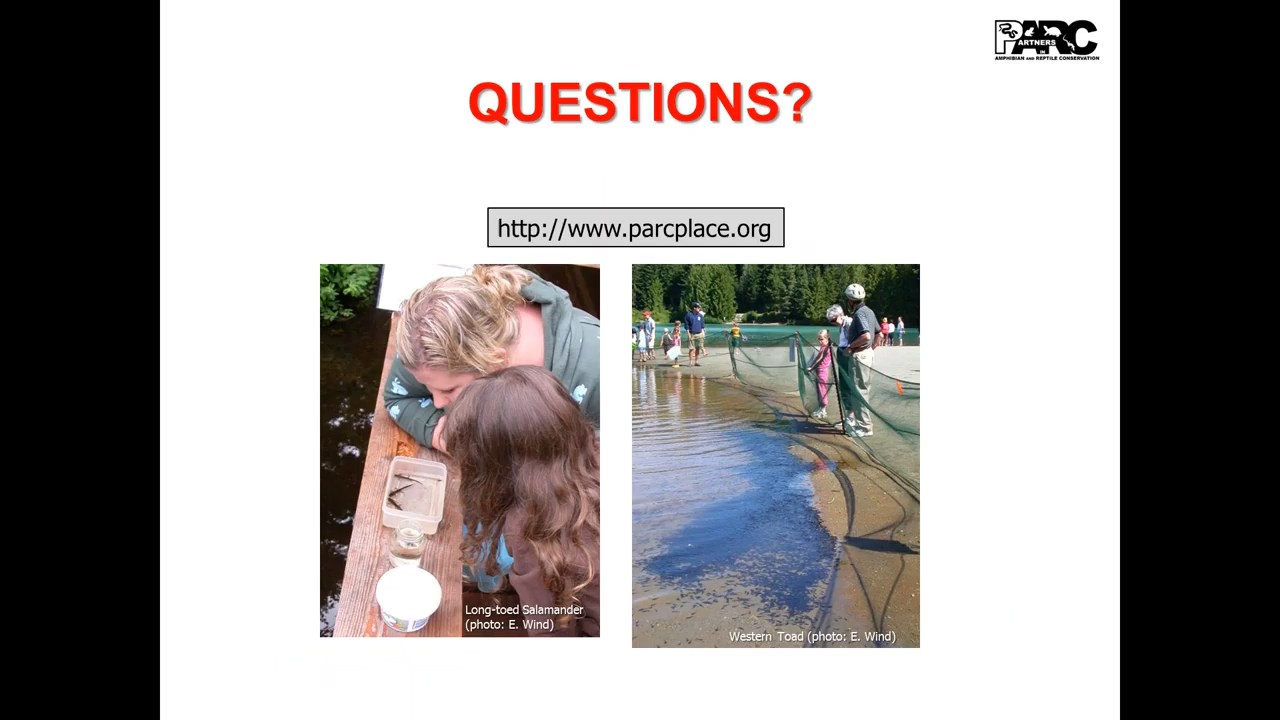 PARC
PARTNERS
IN
AMPHIBIAN AND REPTILE CONSERVATION
QUESTIONS?
http://www.parcplace.org
Long-toed Salamander
(photo: E. Wind)
Western Toad (photo: E. Wind)